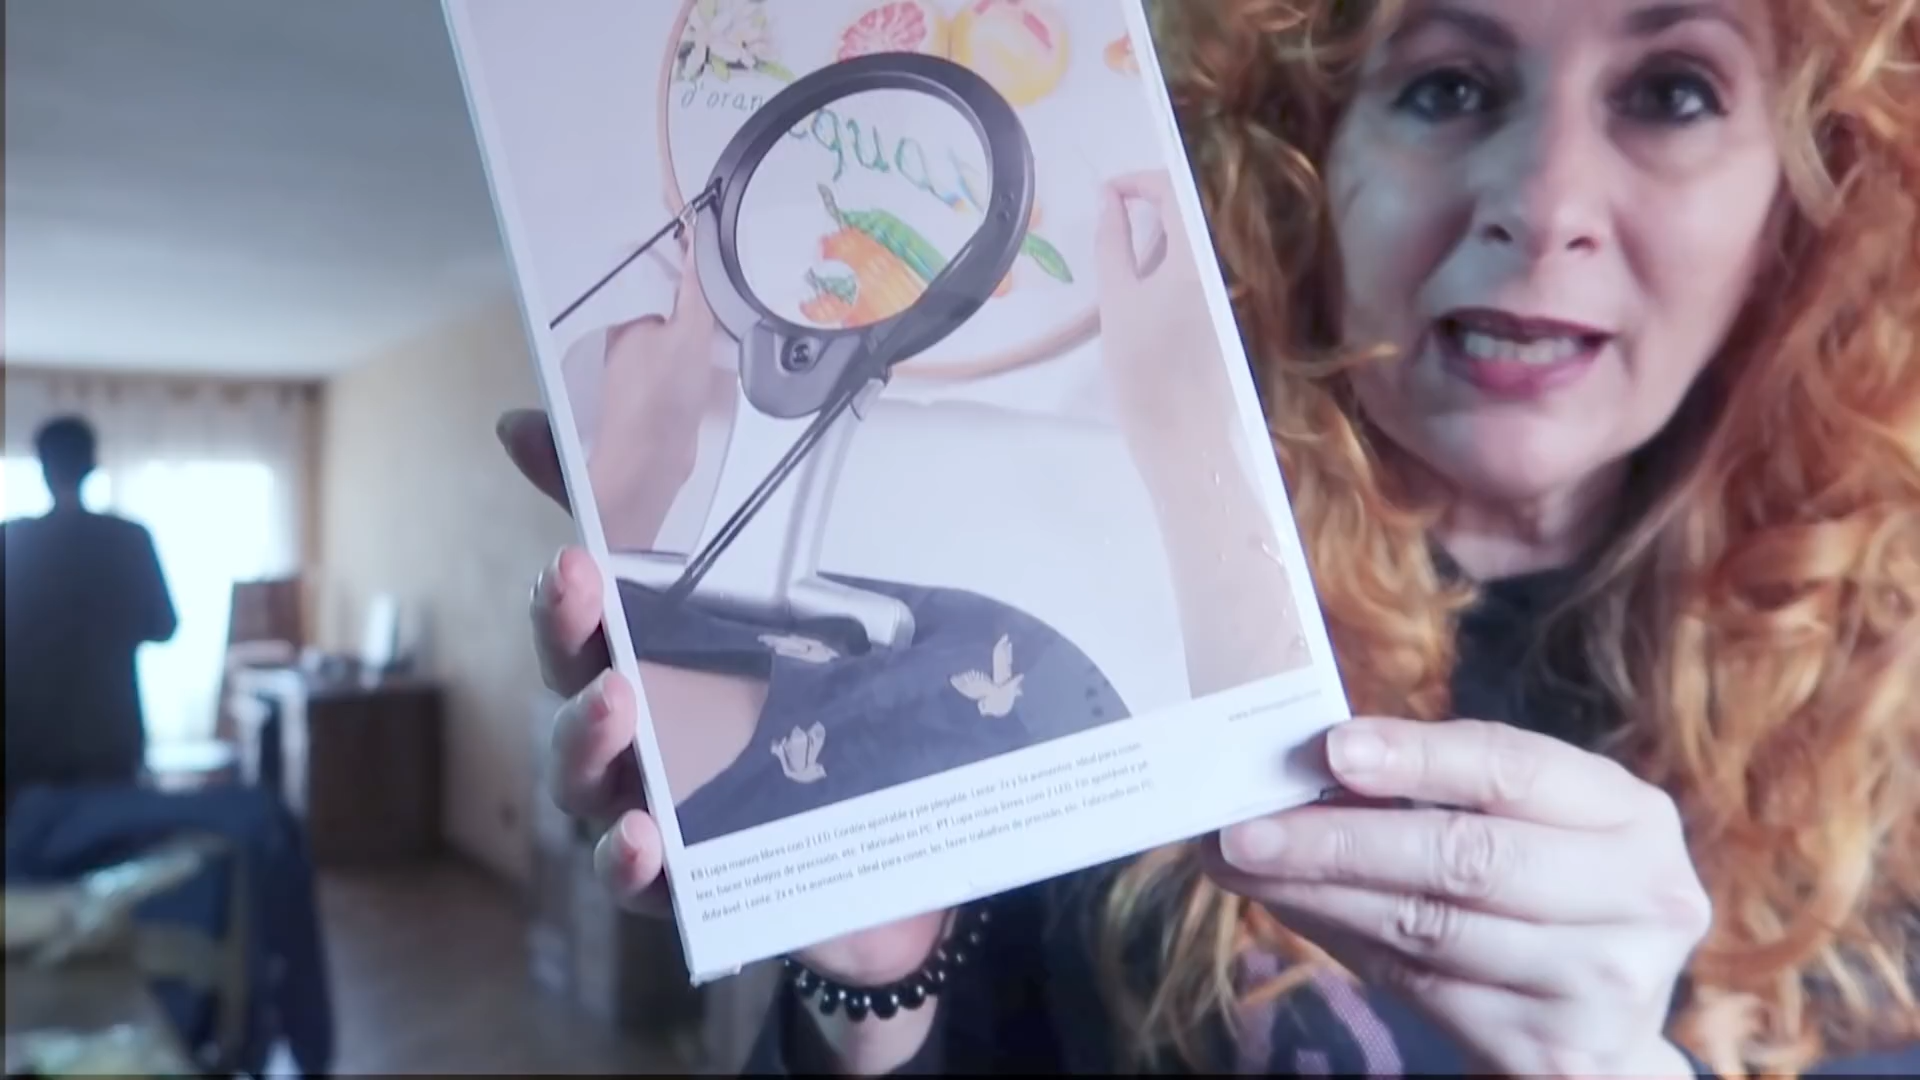 d'oran
Zoupa
www.
ES Lupa manos libres con 2 LED. Cordón ajustable y pie plegable. Lente: 2x y 5x aumentos. Ideal para coser,
leer, hacer trabajos de precisión, etc. Fabricado en PC. PT Lupa mãos livres com 2 LED. Fio ajustável e pé
dobrável. Lente: 2x e 5x aumentos. Ideal para coser, ler, fazer trabalhos de precisão, etc. Fabricado em PC.